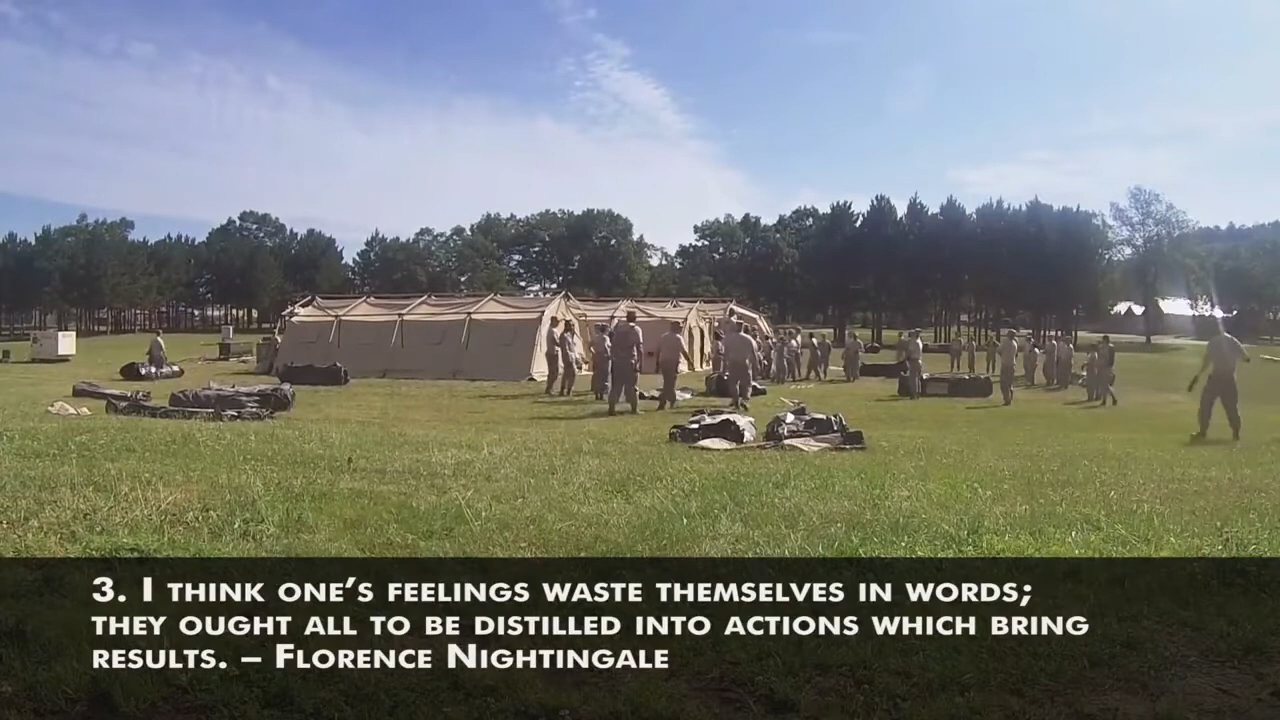 3. I THINK ONE'S FEELINGS WASTE THEMSELVES IN WORDS;
THEY OUGHT ALL TO BE DISTILLED INTO ACTIONS WHICH BRING
RESULTS. – FLORENCE NIGHTINGALE